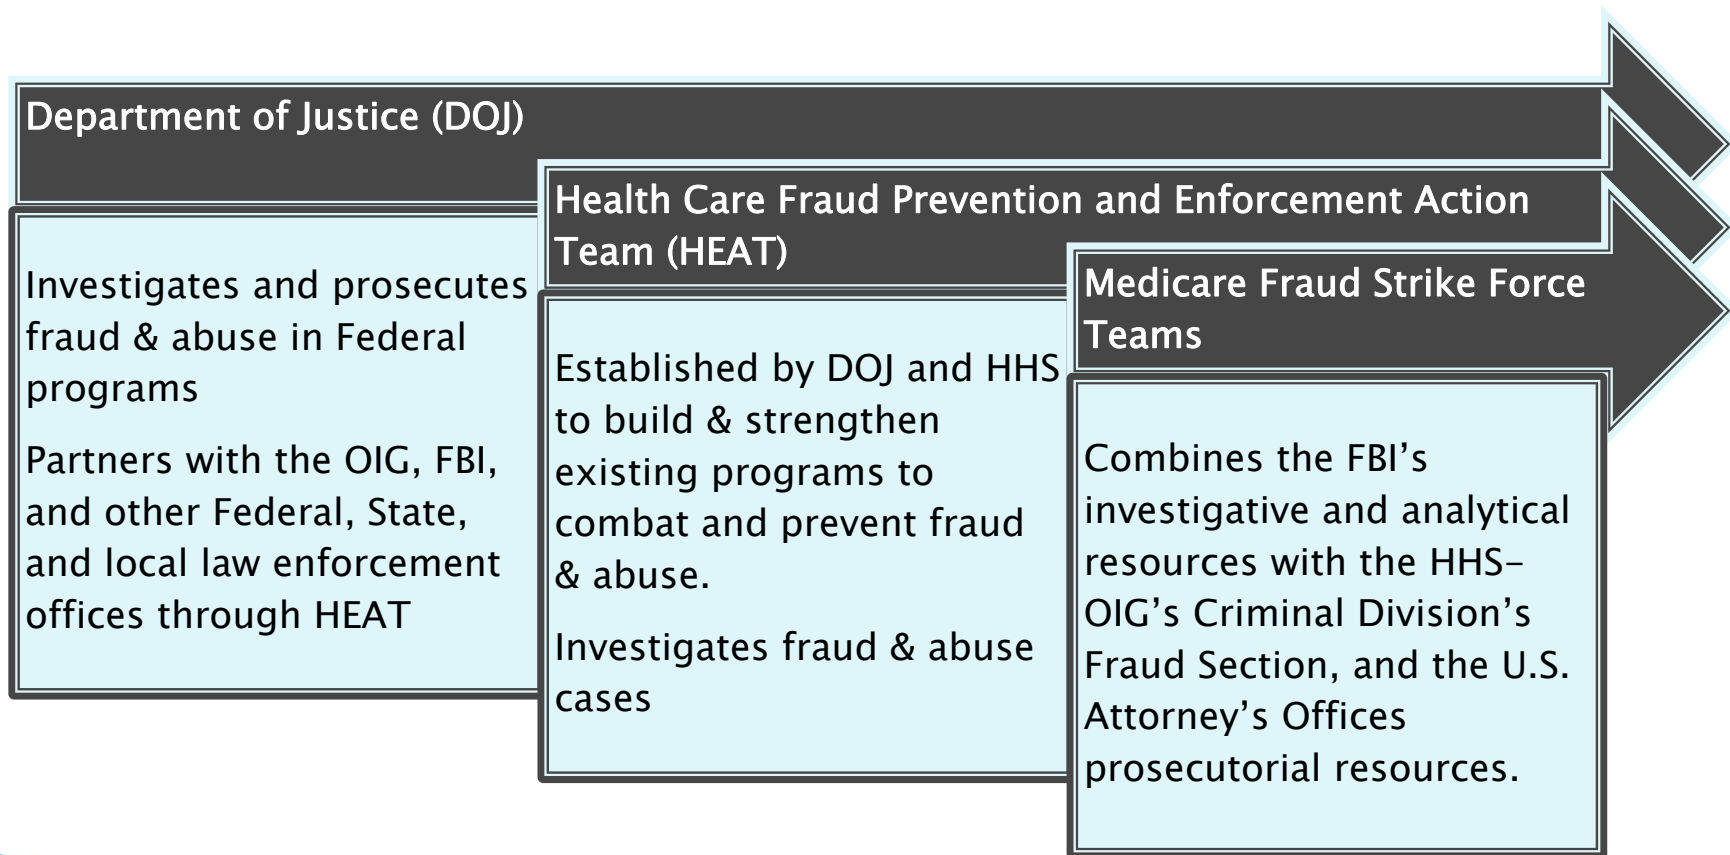 Department of Justice (DOJ)
Investigates and prosecutes
fraud & abuse in Federal
programs
Partners with the OIG, FBI,
and other Federal, State,
and local law enforcement
offices through HEAT
Health Care Fraud Prevention and Enforcement Action
Team (HEAT)
Established by DOJ and HHS
to build & strengthen
existing programs to
combat and prevent fraud
& abuse.
Investigates fraud & abuse
cases
Medicare Fraud Strike Force
Teams
Combines the FBI’s
investigative and analytical
resources with the HHS-
OIG’s Criminal Division’s
Fraud Section, and the U.S.
Attorney’s Offices
prosecutorial resources.